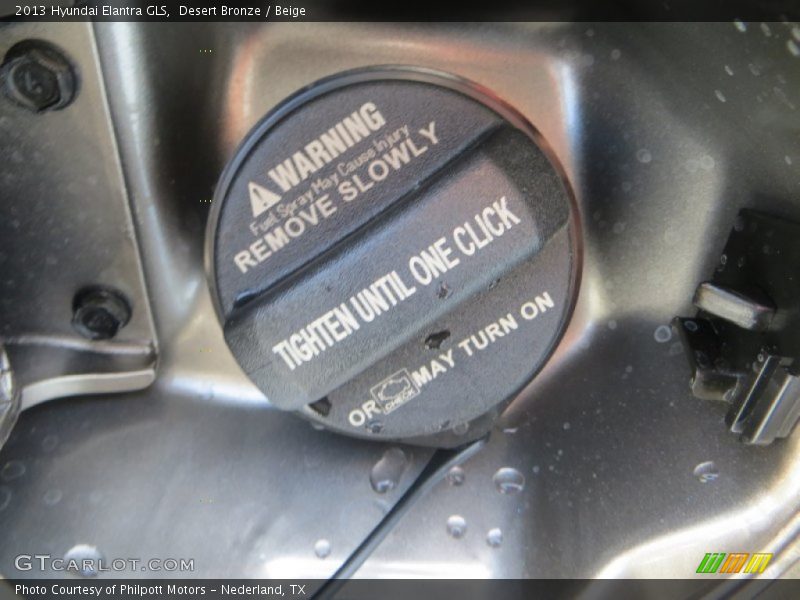 2013 Hyundai Elantra GLS,  Desert Bronze / Beige
WARNING
Fuel Spray May Cause Injury
REMOVE SLOWLY
TIGHTEN UNTIL ONE CLICK
OR CHECK MAY TURN ON
GTCARLOT.COM
Photo Courtesy of Philpott Motors - Nederland, TX